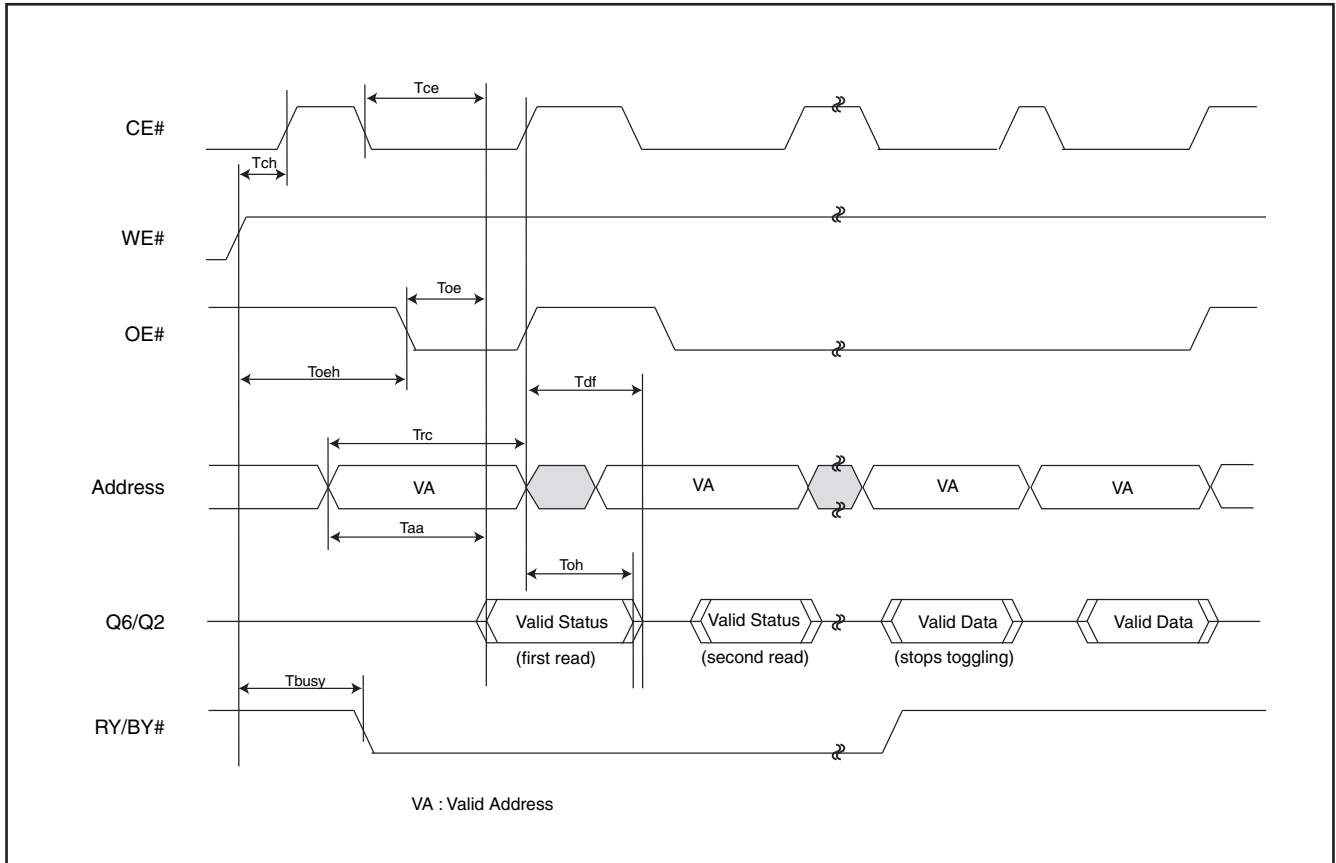 Tce
CE#
Tch
WE#
Toe
OE#
Toeh
Tdf
Trc
Address
VA
VA
VA
VA
Taa
Toh
Q6/Q2
Valid Status
Valid Status
Valid Data
Valid Data
(first read)
(second read)
(stops toggling)
Tbusy
RY/BY#
VA : Valid Address